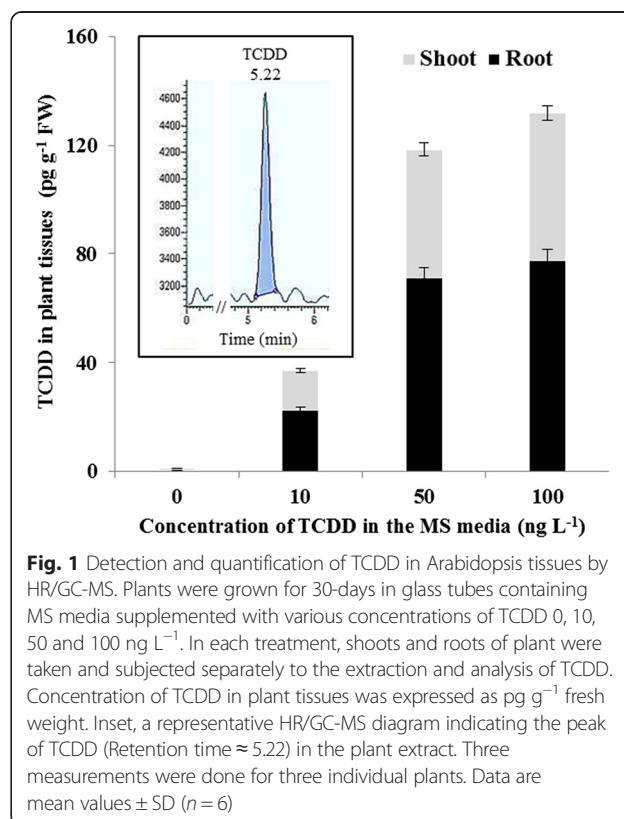 160
120
80
40
0
TCDD in plant tissues (pg g-1 FW)
TCDD
5.22
4600
4400
4200
4000
3800
3600
3400
3200
0 // 5 6
Time (min)
Shoot Root
0 10 50 100
Concentration of TCDD in the MS media (ng L-1)
Fig. 1 Detection and quantification of TCDD in Arabidopsis tissues by
HR/GC-MS. Plants were grown for 30-days in glass tubes containing
MS media supplemented with various concentrations of TCDD 0, 10,
50 and 100 ng L−1. In each treatment, shoots and roots of plant were
taken and subjected separately to the extraction and analysis of TCDD.
Concentration of TCDD in plant tissues was expressed as pg g−1 fresh
weight. Inset, a representative HR/GC-MS diagram indicating the peak
of TCDD (Retention time ≈ 5.22) in the plant extract. Three
measurements were done for three individual plants. Data are
mean values ± SD (n = 6)